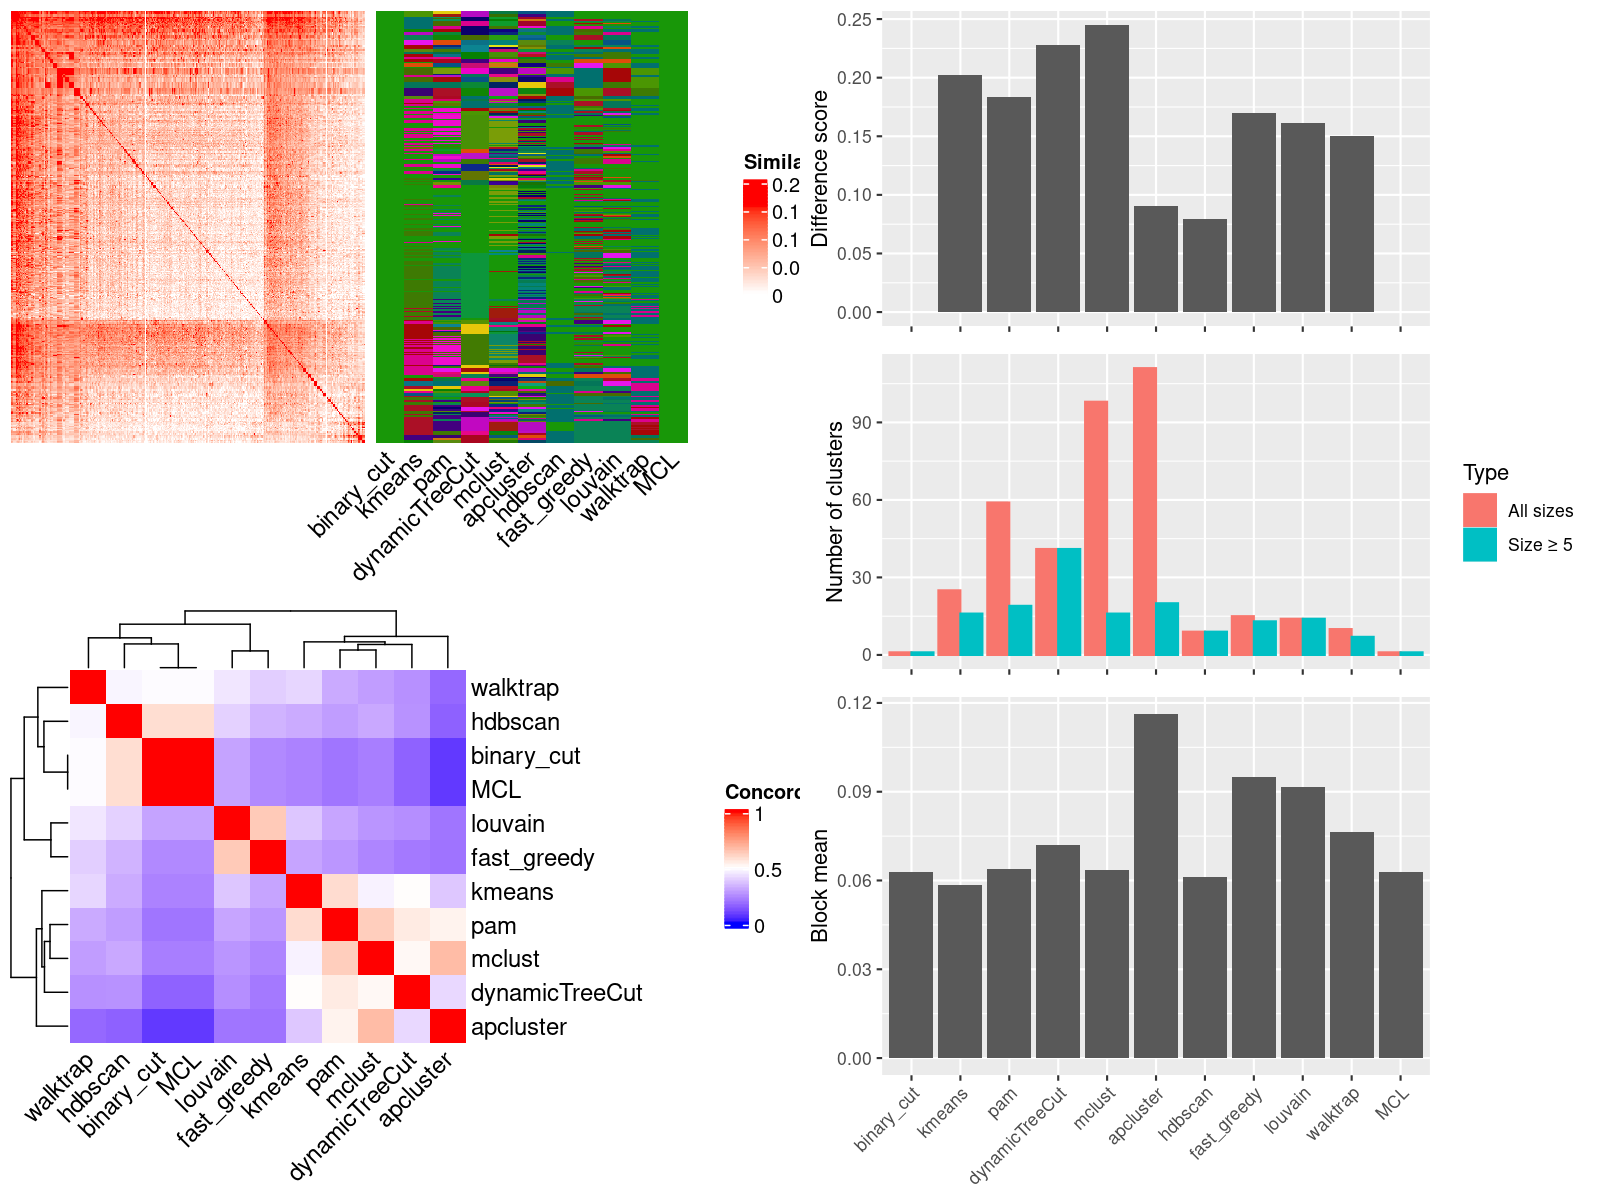 Simila
0.2
0.1
0.1
0.0
0
binary_cut
kmeans
pam
dynamicTreeCut
mclust
apcluster
hdbscan
fast_greedy
louvain
walktrap
MCL
walktrap
hdbscan
binary_cut
MCL
louvain
fast_greedy
kmeans
pam
mclust
dynamicTreeCut
apcluster
Concord
1
0.5
0
walktrap
hdbscan
binary_cut
MCL
louvain
fast_greedy
kmeans
pam
mclust
dynamicTreeCut
apcluster
Difference score
0.25
0.20
0.15
0.10
0.05
0.00
Number of clusters
90
60
30
0
Type
All sizes
Size ≥ 5
Block mean
0.12
0.09
0.06
0.03
0.00
binary_cut
kmeans
pam
dynamicTreeCut
mclust
apcluster
hdbscan
fast_greedy
louvain
walktrap
MCL